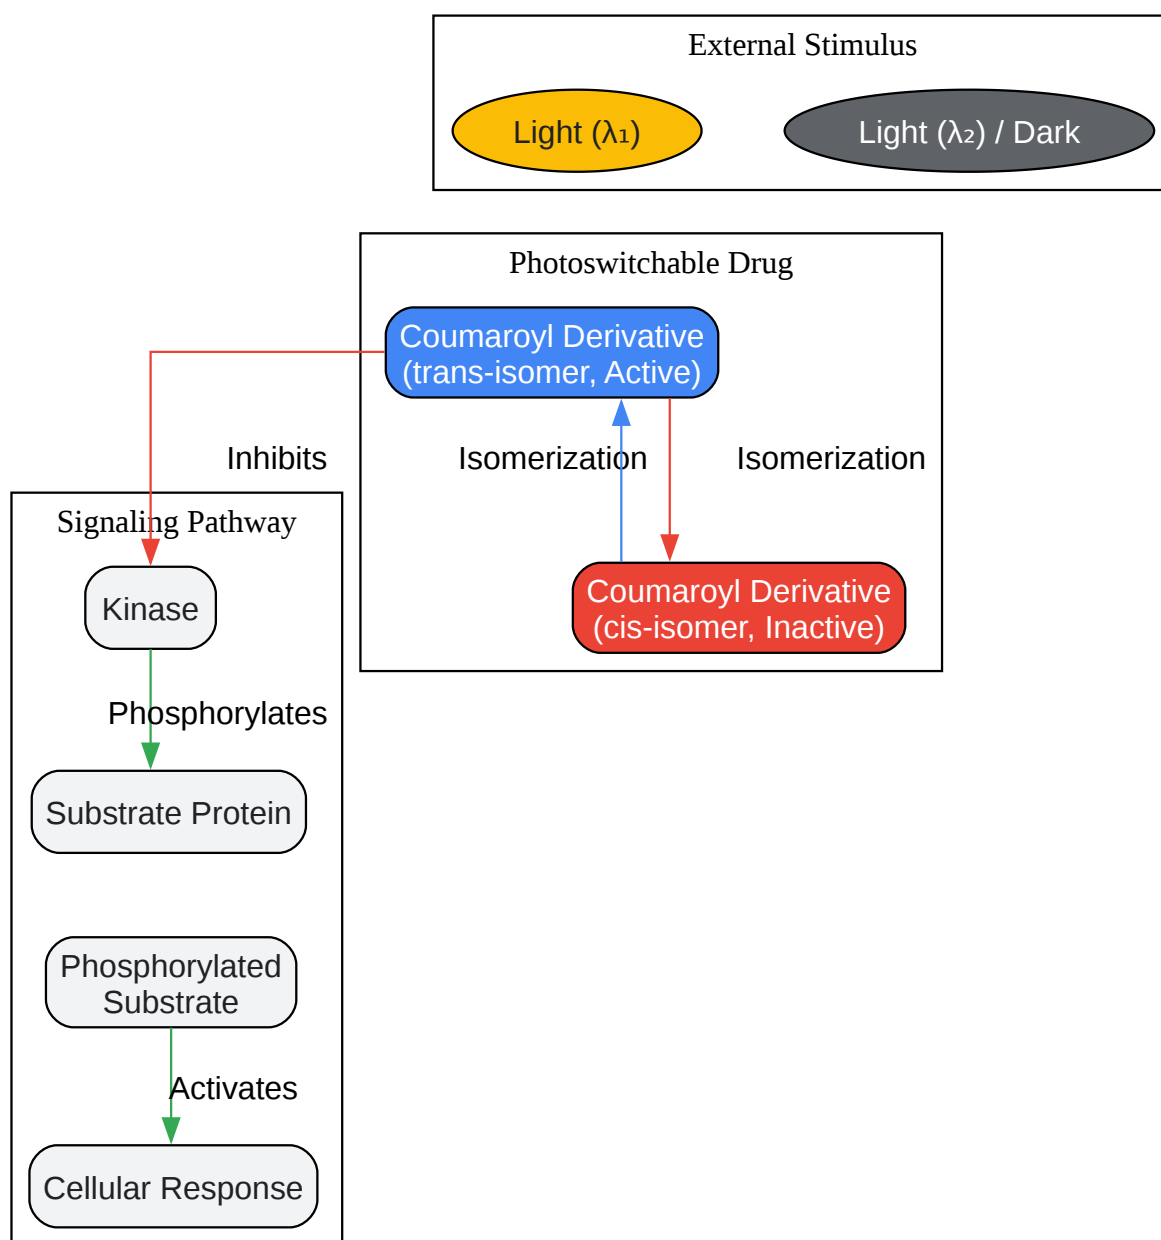 External Stimulus
Light (λ₁)
Light (λ₂) / Dark
Photoswitchable Drug
Coumaroyl Derivative
(trans-isomer, Active)
Inhibits
Isomerization
Isomerization
Signaling Pathway
Coumaroyl Derivative
(cis-isomer, Inactive)
Kinase
Phosphorylates
Substrate Protein
Phosphorylated
Substrate
Activates
Cellular Response